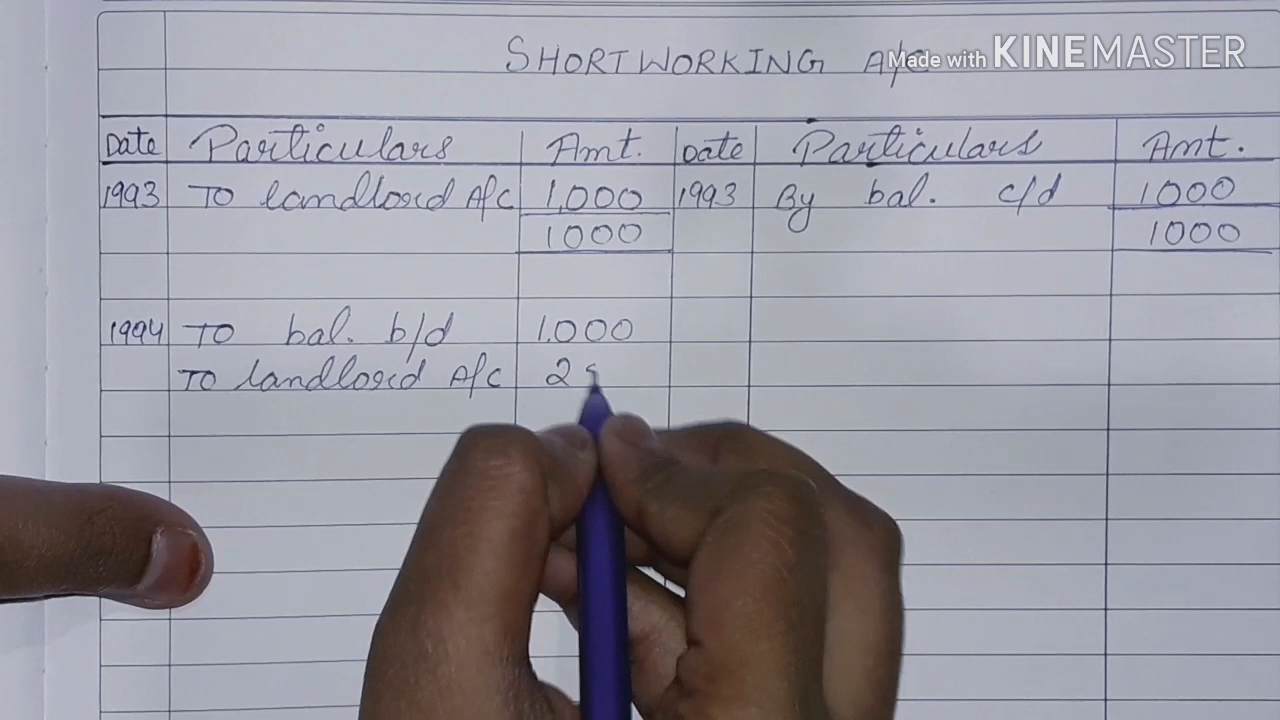 SHORTWORKING A/C
Made with KINEMASTER
Date Particulars Amt. Date Particulars Amt.
1993 TO landlord A/C 1,000 1993 By bal. c/d 1000
1000 1000
1994 TO bal. b/d 1,000
TO landlord A/C 2